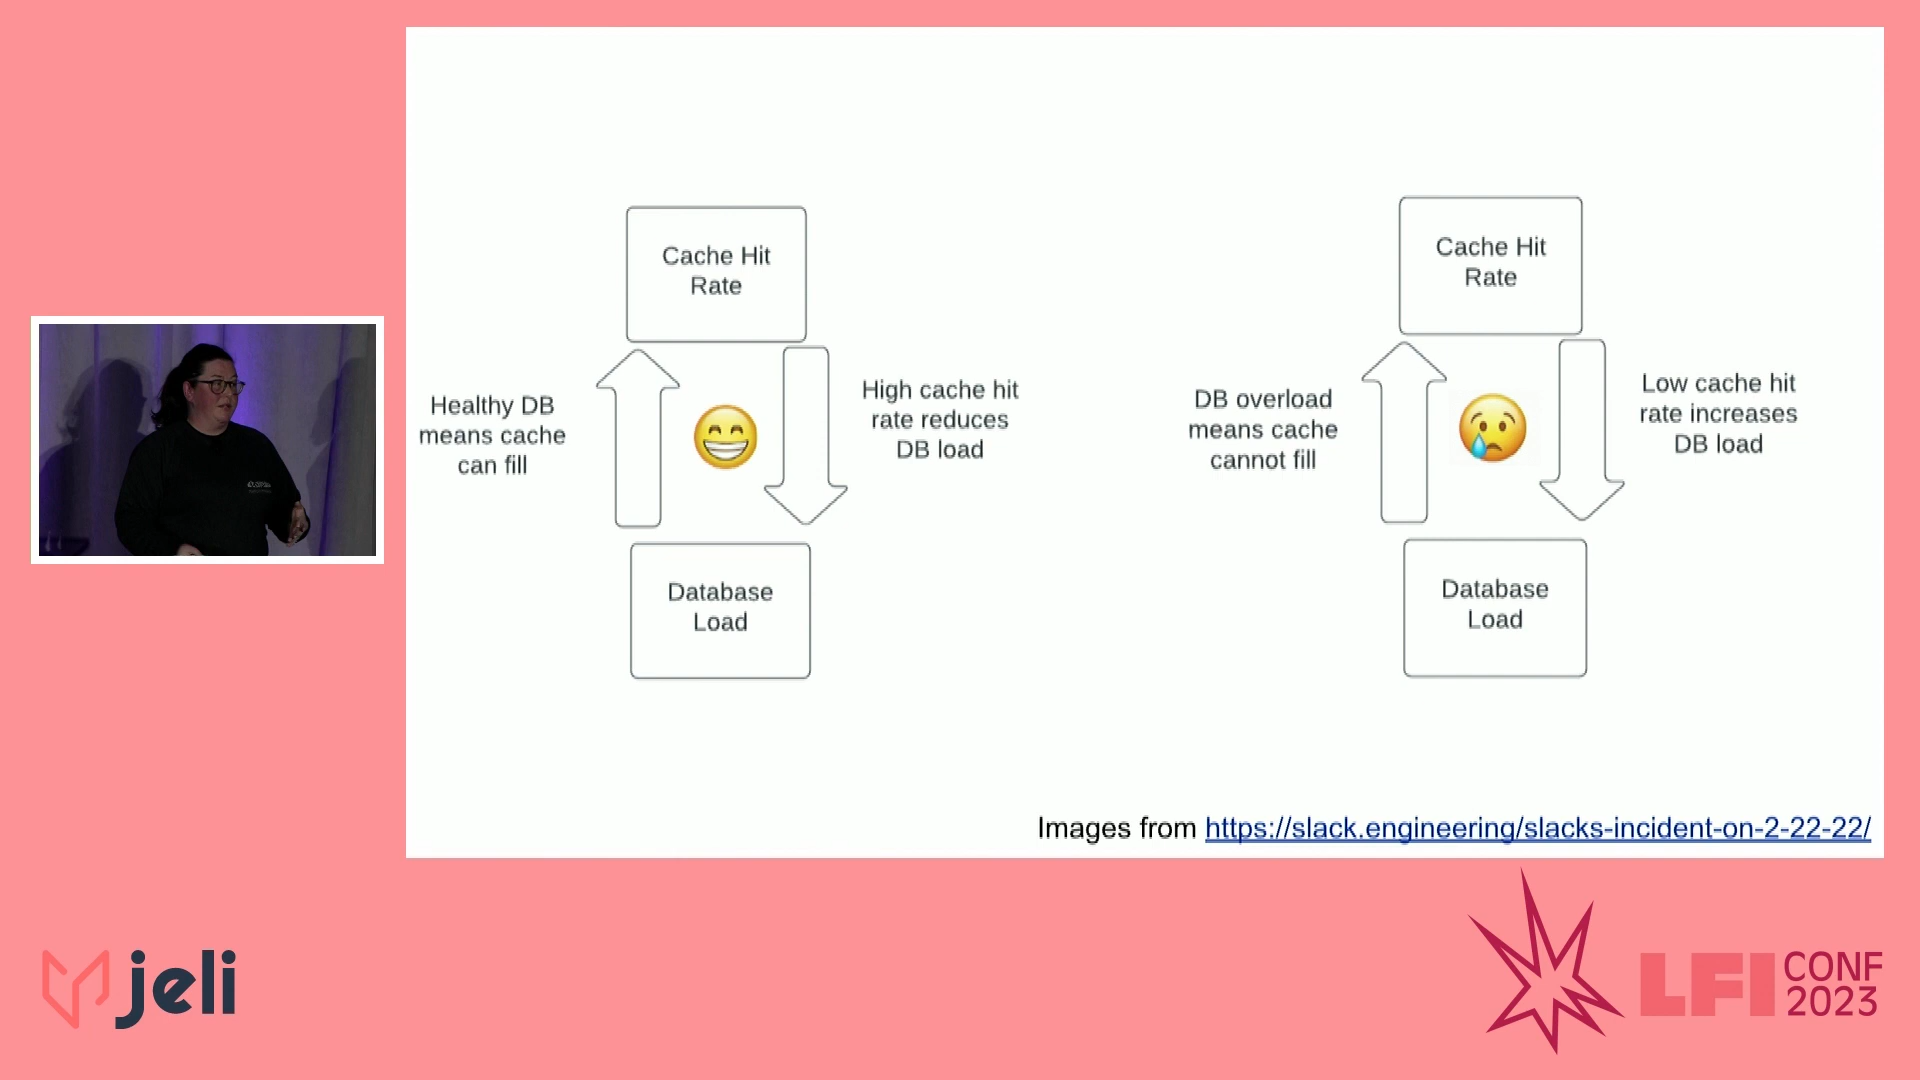 Cache Hit
Rate
Healthy DB
means cache
can fill
High cache hit
rate reduces
DB load
Database
Load
Cache Hit
Rate
DB overload
means cache
cannot fill
Low cache hit
rate increases
DB load
Database
Load
Images from https://slack.engineering/slacks-incident-on-2-22-22/
jeli
LFI CONF
2023